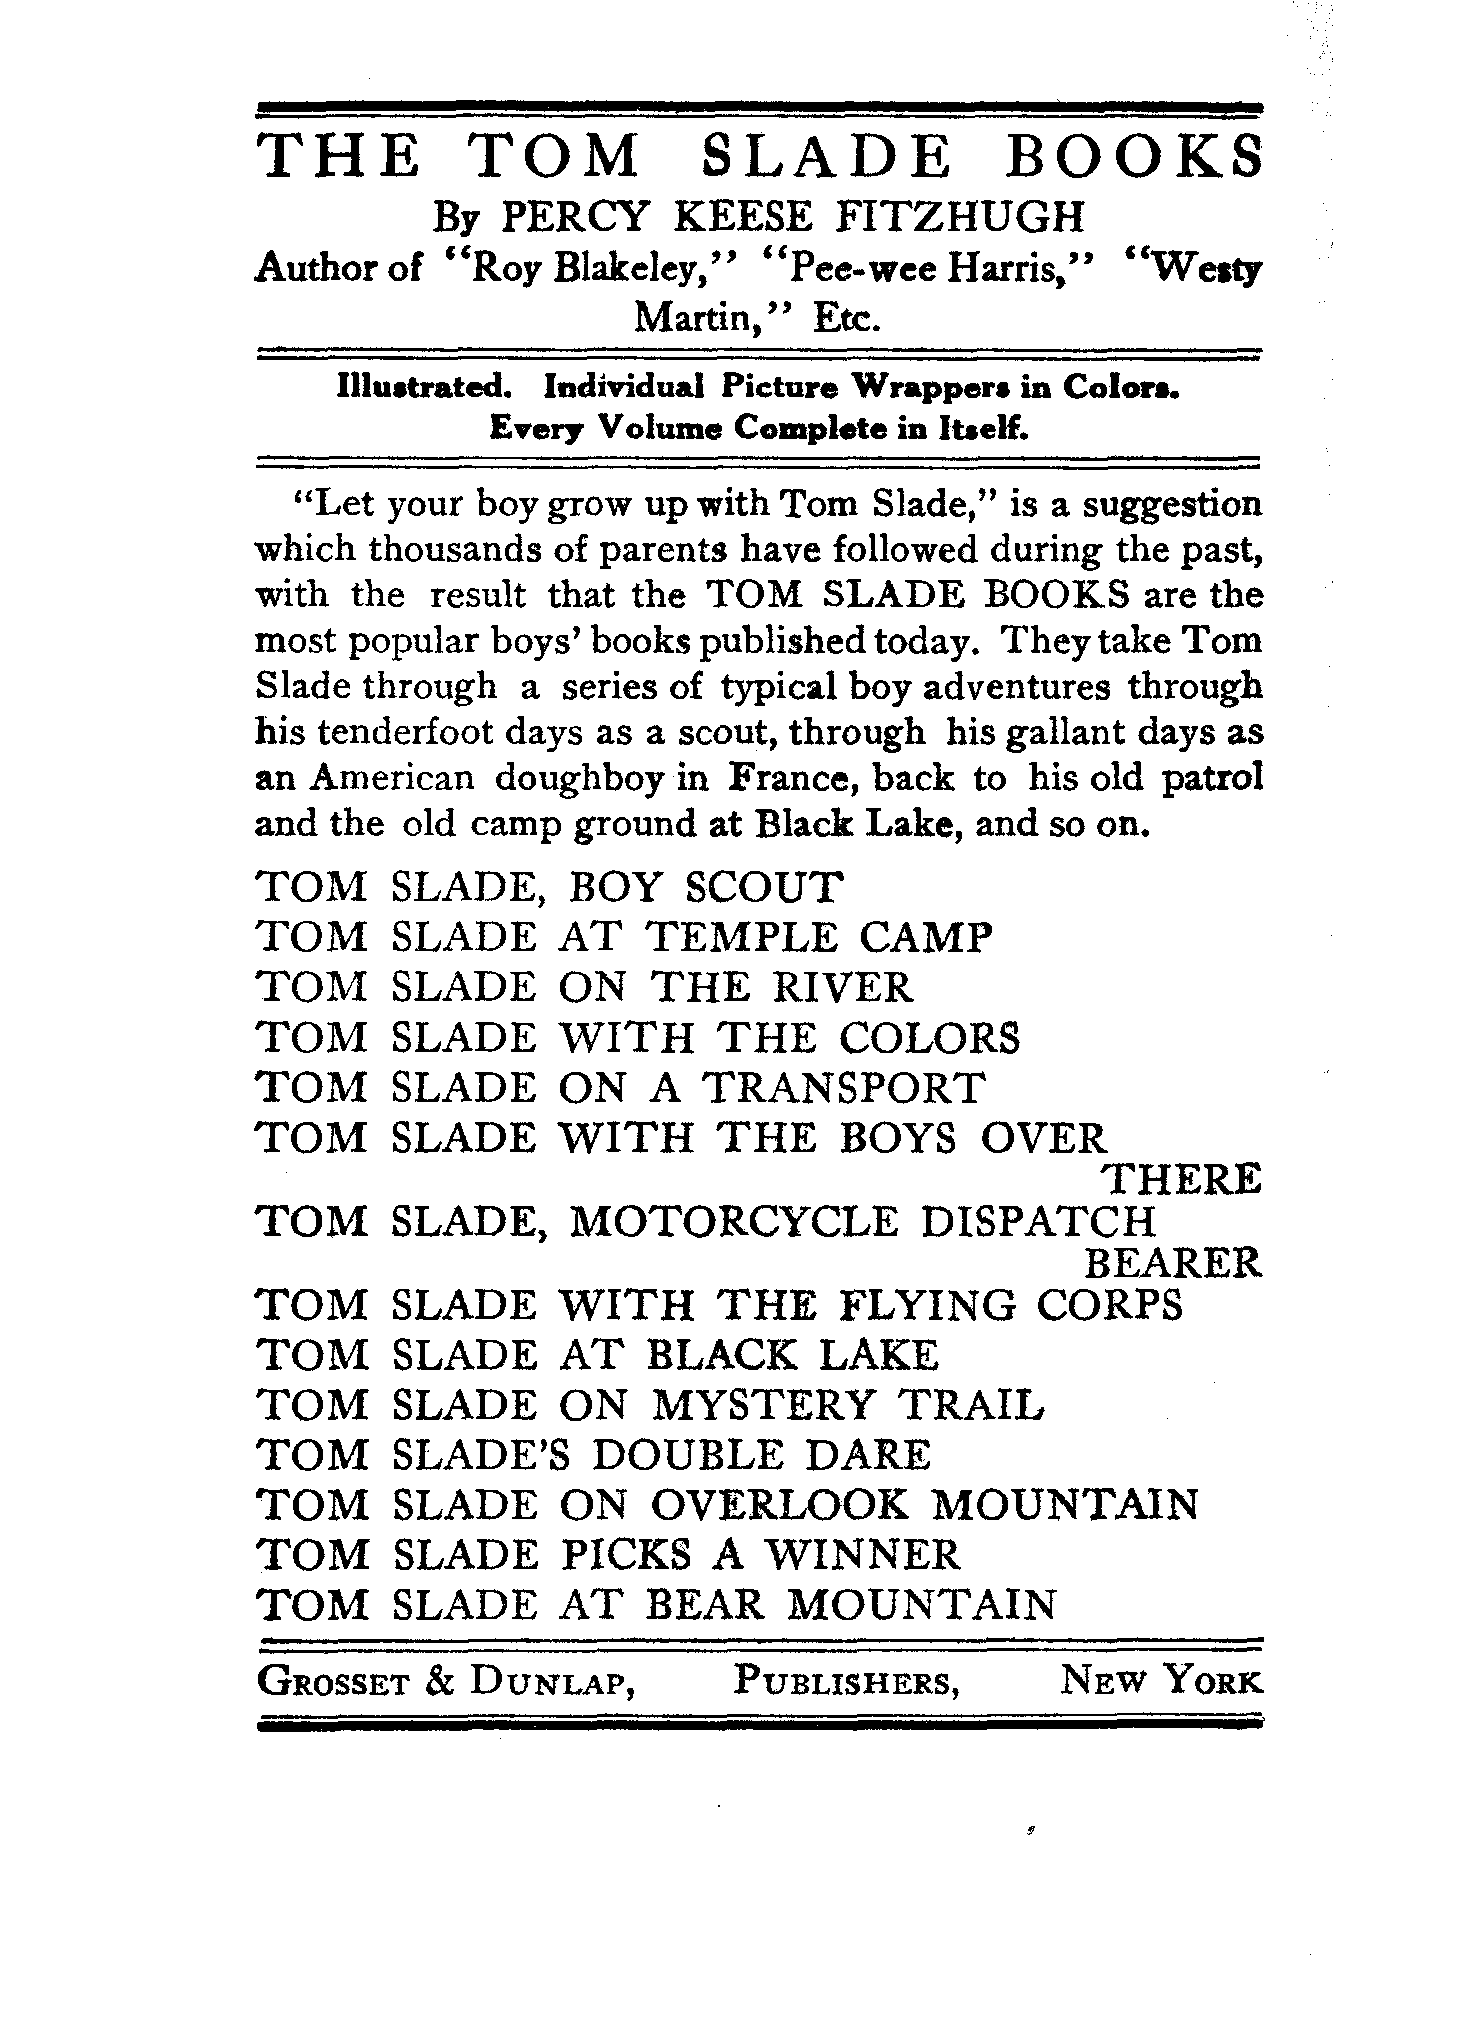 THE TOM SLADE BOOKS
By PERCY KEESE FITZHUGH
Author of "Roy Blakeley," "Pee-wee Harris," "Westy
Martin," Etc.
Illustrated. Individual Picture Wrappers in Colors.
Every Volume Complete in Itself.
"Let your boy grow up with Tom Slade," is a suggestion
which thousands of parents have followed during the past,
with the result that the TOM SLADE BOOKS are the
most popular boys' books published today. They take Tom
Slade through a series of typical boy adventures through
his tenderfoot days as a scout, through his gallant days as
an American doughboy in France, back to his old patrol
and the old camp ground at Black Lake, and so on.
TOM SLADE, BOY SCOUT
TOM SLADE AT TEMPLE CAMP
TOM SLADE ON THE RIVER
TOM SLADE WITH THE COLORS
TOM SLADE ON A TRANSPORT
TOM SLADE WITH THE BOYS OVER
THERE
TOM SLADE, MOTORCYCLE DISPATCH
BEARER
TOM SLADE WITH THE FLYING CORPS
TOM SLADE AT BLACK LAKE
TOM SLADE ON MYSTERY TRAIL
TOM SLADE'S DOUBLE DARE
TOM SLADE ON OVERLOOK MOUNTAIN
TOM SLADE PICKS A WINNER
TOM SLADE AT BEAR MOUNTAIN
GROSSET & DUNLAP, PUBLISHERS, NEW YORK